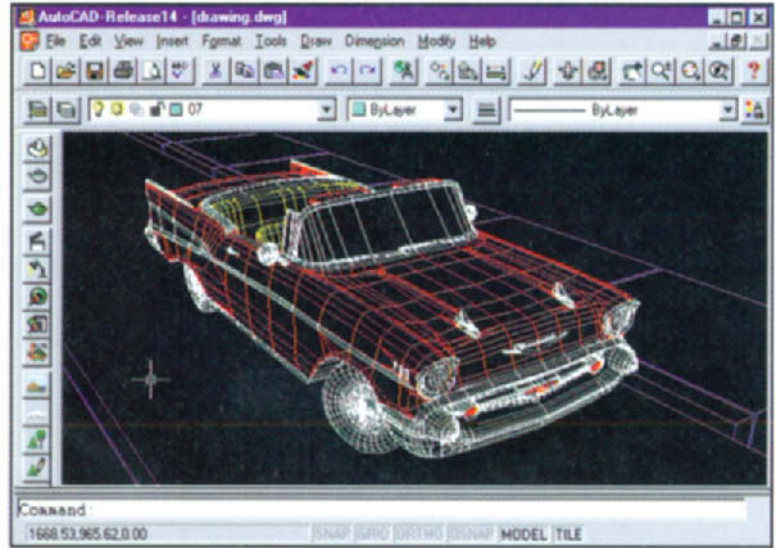 AutoCAD-Release14 - [drawing.dwg]
File Edit View Insert Format Tools Draw Dimension Modify Help
07 ByLayer ByLayer
Command:
1668.53,965.62,0.00 SNAP GRID ORTHO OSNAP MODEL TILE